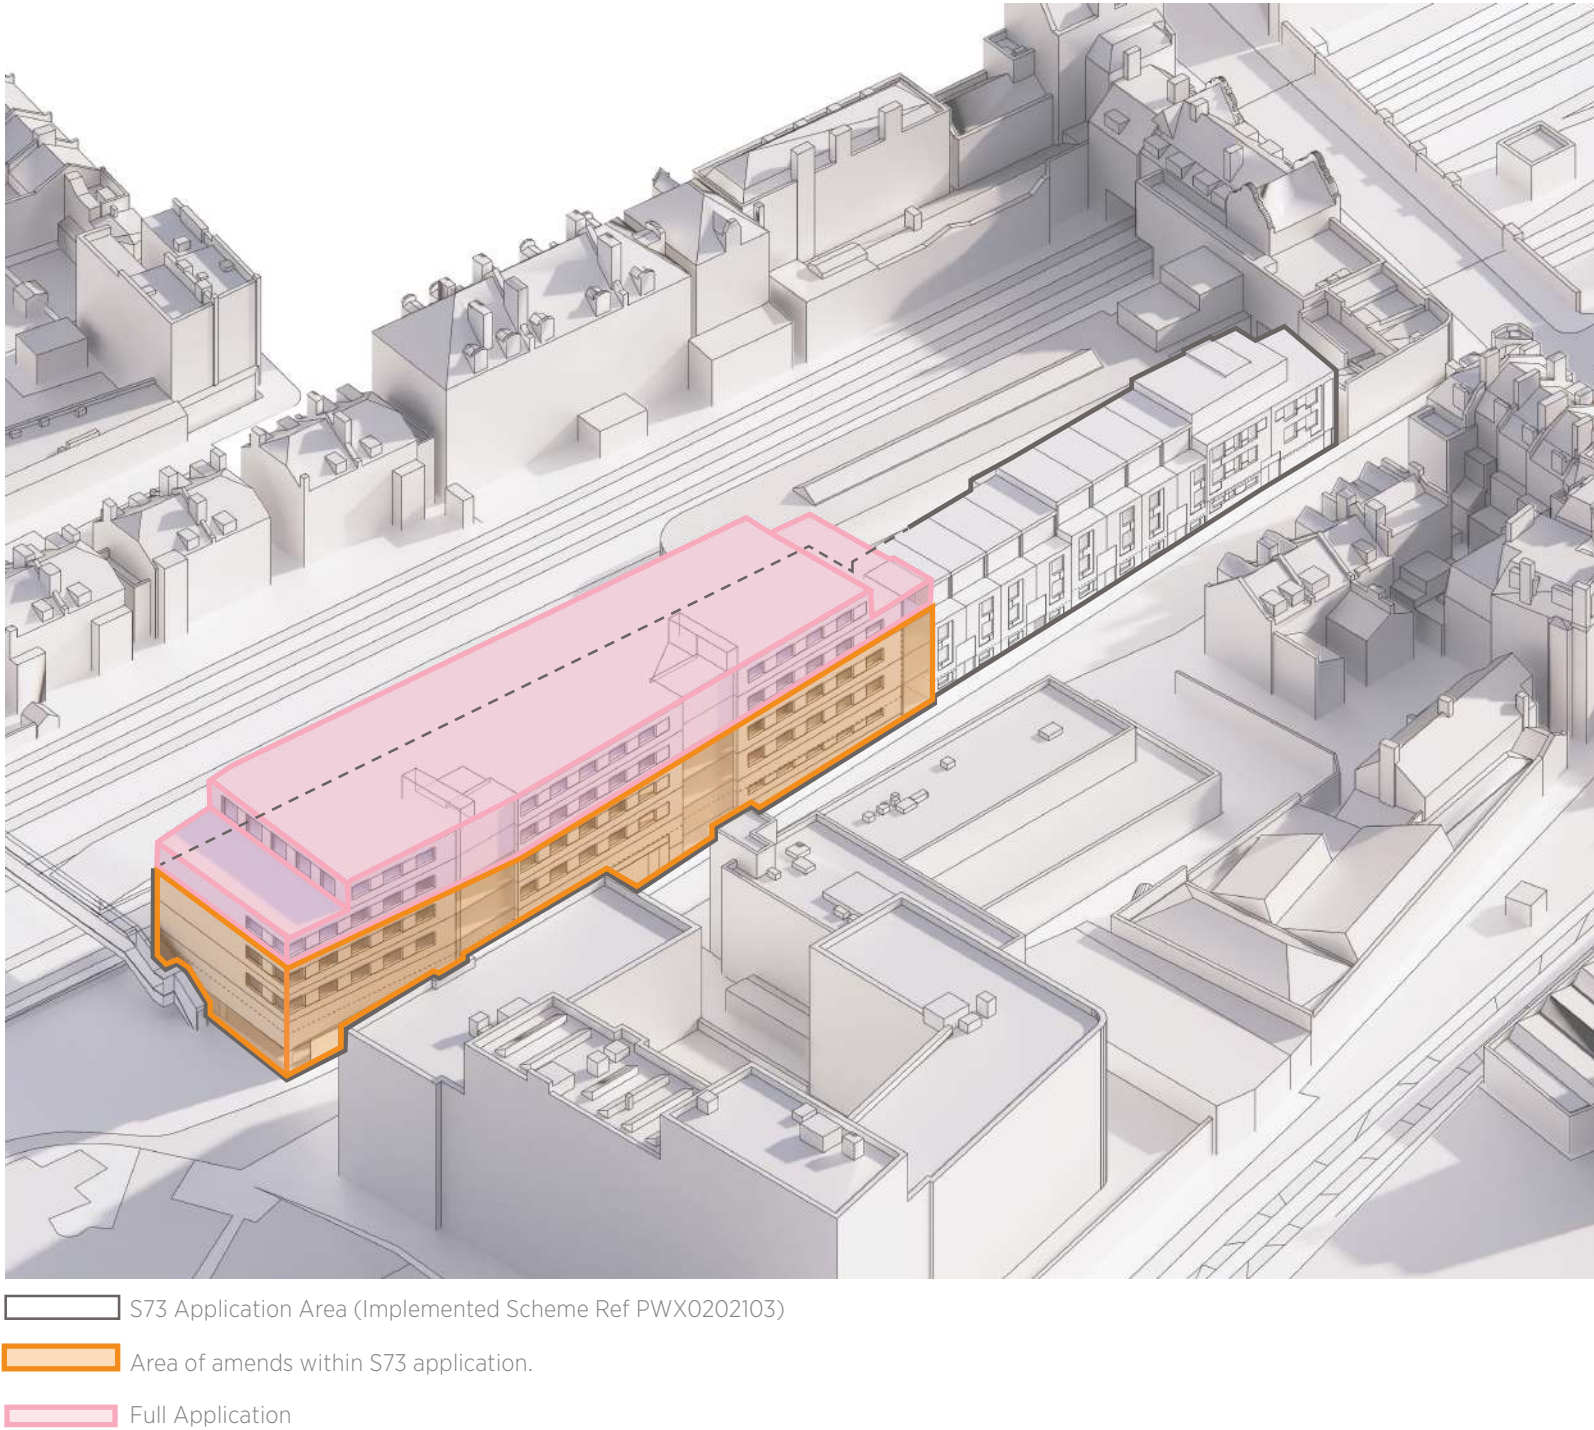 S73 Application Area (Implemented Scheme Ref PWX0202103)
Area of amends within S73 application.
Full Application